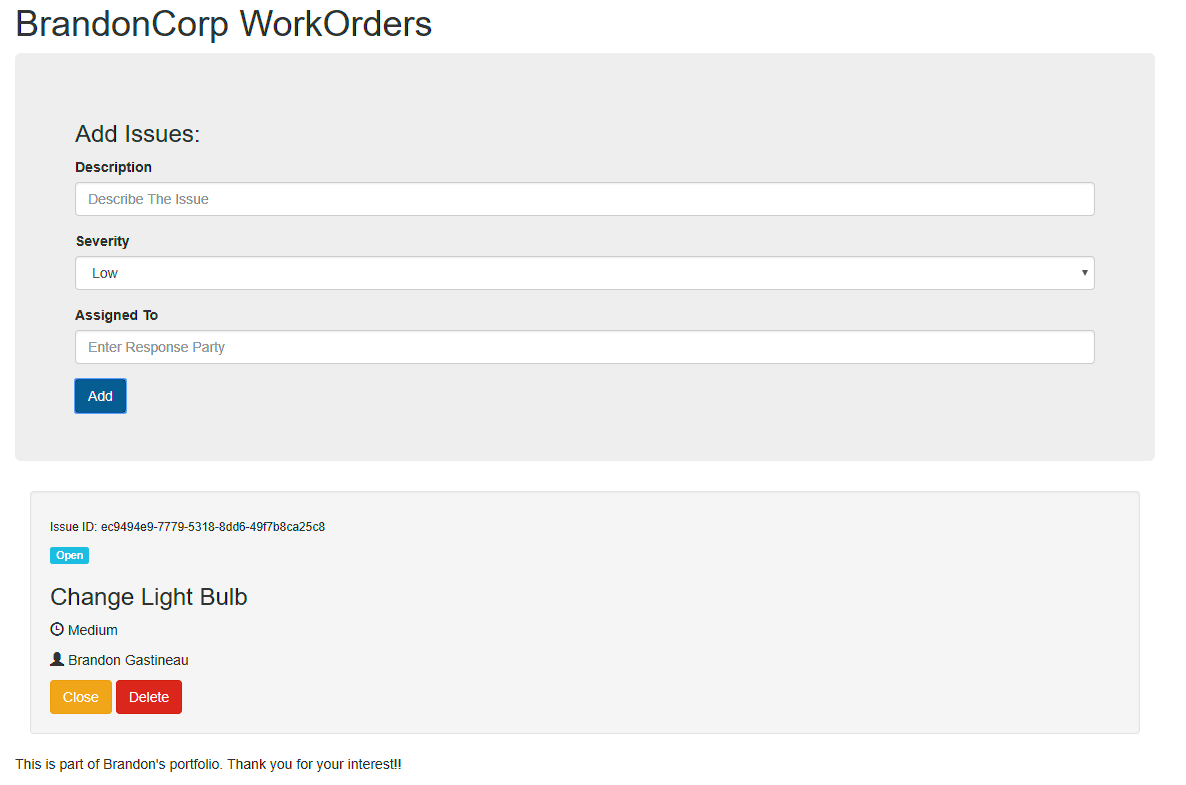 BrandonCorp WorkOrders
Add Issues:
Description
Describe The Issue
Severity
Low
Assigned To
Enter Response Party
Add
Issue ID: ec9494e9-7779-5318-8dd6-49f7b8ca25c8
Open
Change Light Bulb
Medium
Brandon Gastineau
Close Delete
This is part of Brandon's portfolio. Thank you for your interest!!